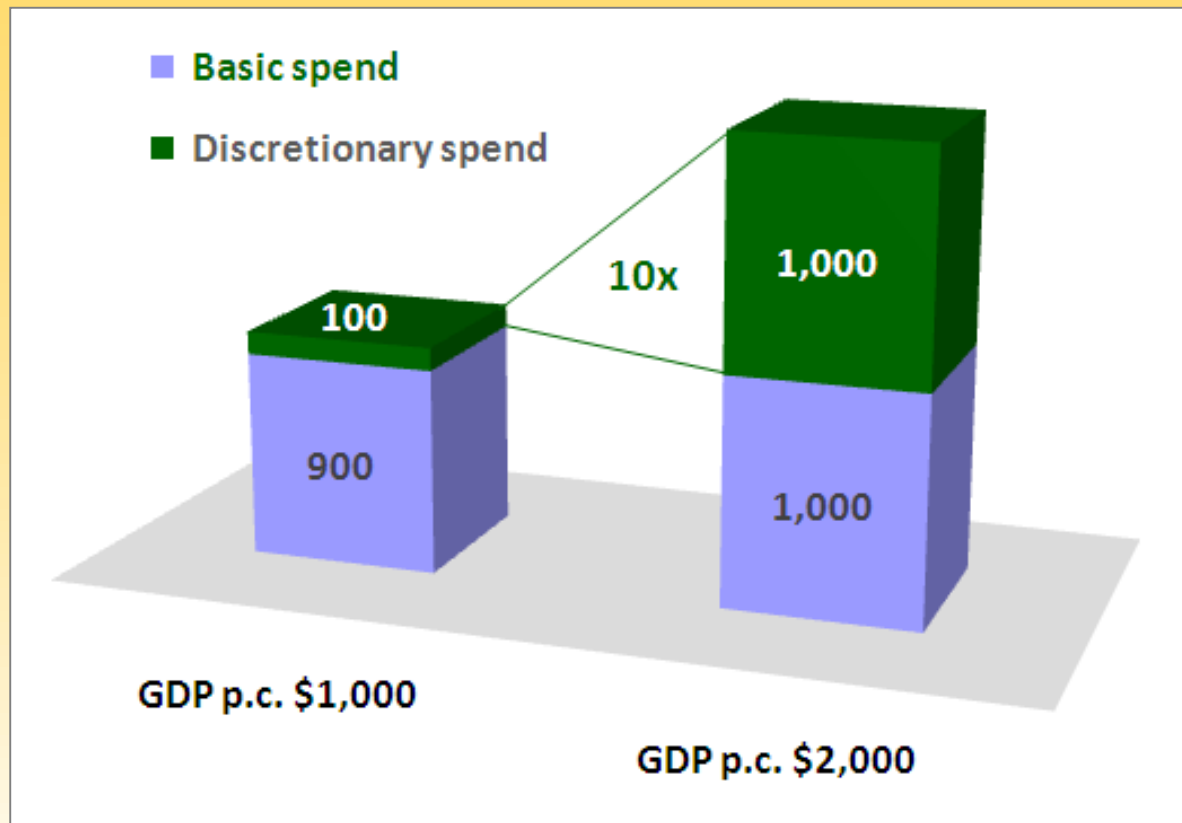 Basic spend
Discretionary spend
10x
1,000
100
900
1,000
GDP p.c. $1,000
GDP p.c. $2,000